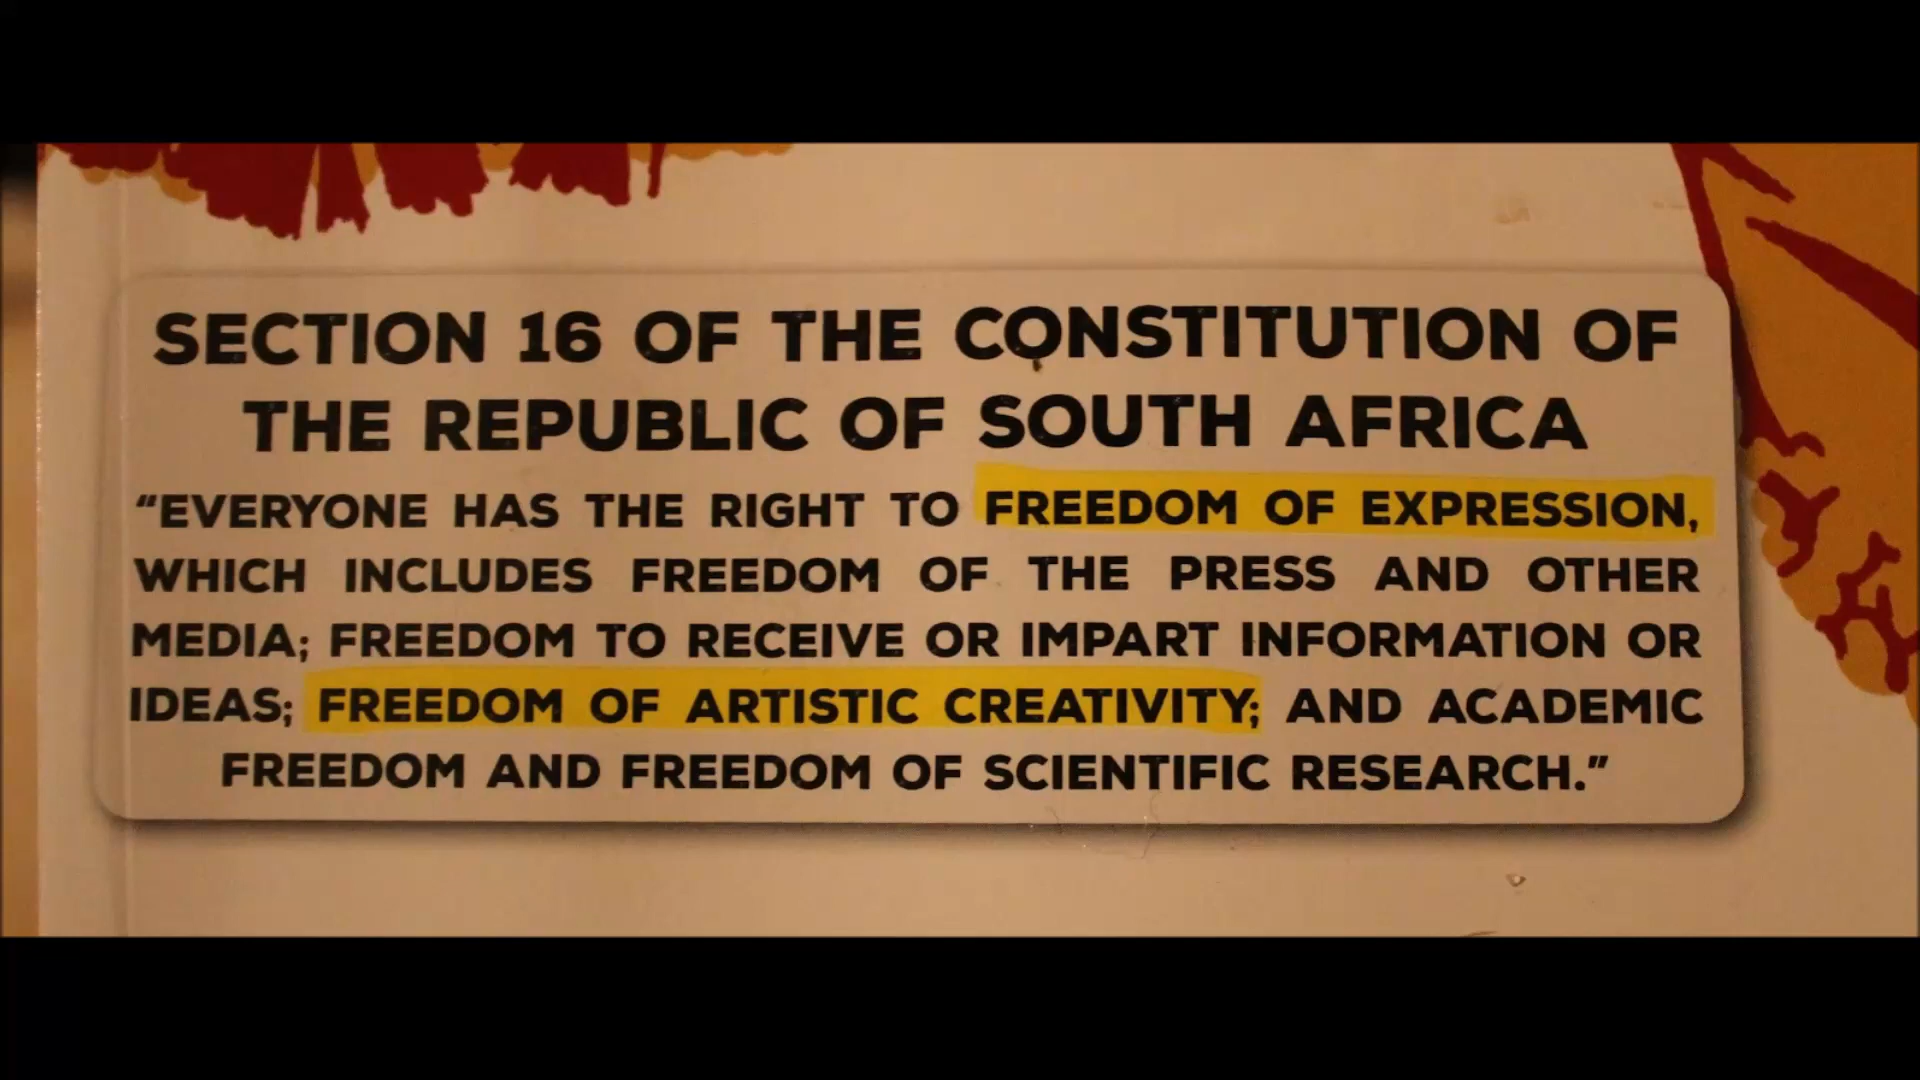 SECTION 16 OF THE CONSTITUTION OF
THE REPUBLIC OF SOUTH AFRICA
“EVERYONE HAS THE RIGHT TO FREEDOM OF EXPRESSION,
WHICH INCLUDES FREEDOM OF THE PRESS AND OTHER
MEDIA; FREEDOM TO RECEIVE OR IMPART INFORMATION OR
IDEAS; FREEDOM OF ARTISTIC CREATIVITY; AND ACADEMIC
FREEDOM AND FREEDOM OF SCIENTIFIC RESEARCH.”